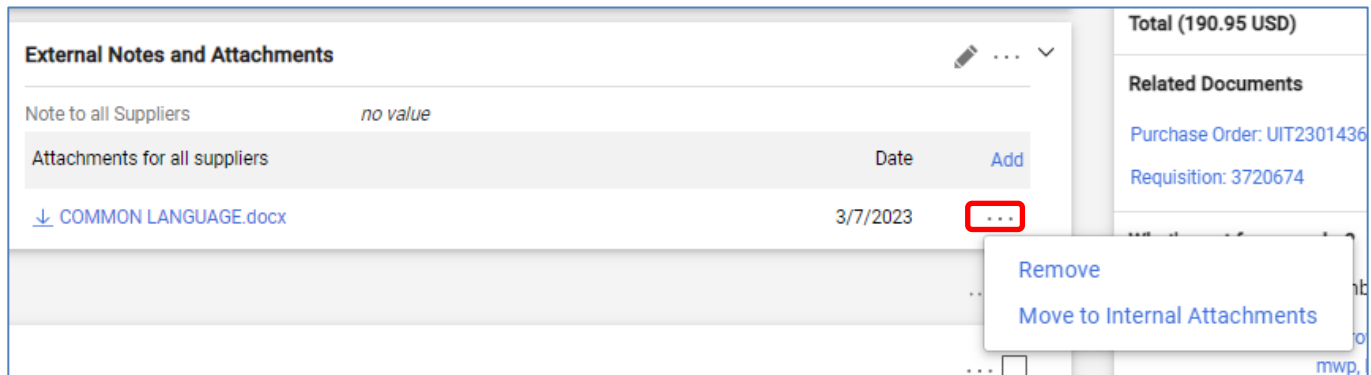 External Notes and Attachments
Note to all Suppliers no value
Attachments for all suppliers Date Add
COMMON LANGUAGE.docx 3/7/2023 ...
Remove
Move to Internal Attachments
Total (190.95 USD)
Related Documents
Purchase Order: UIT2301436
Requisition: 3720674
mwp,